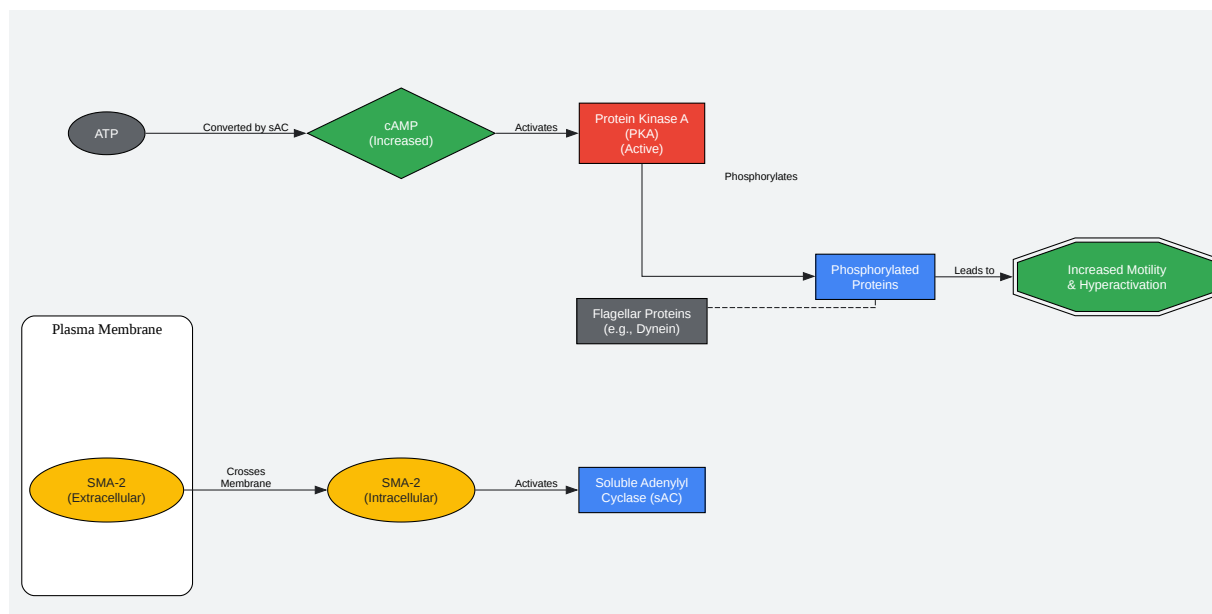 ATP
Converted by sAC
cAMP
(Increased)
Activates
Protein Kinase A
(PKA)
(Active)
Phosphorylates
Phosphorylated
Proteins
Leads to
Increased Motility
& Hyperactivation
Flagellar Proteins
(e.g., Dynein)
Plasma Membrane
SMA-2
(Extracellular)
Crosses
Membrane
SMA-2
(Intracellular)
Activates
Soluble Adenylyl
Cyclase (sAC)